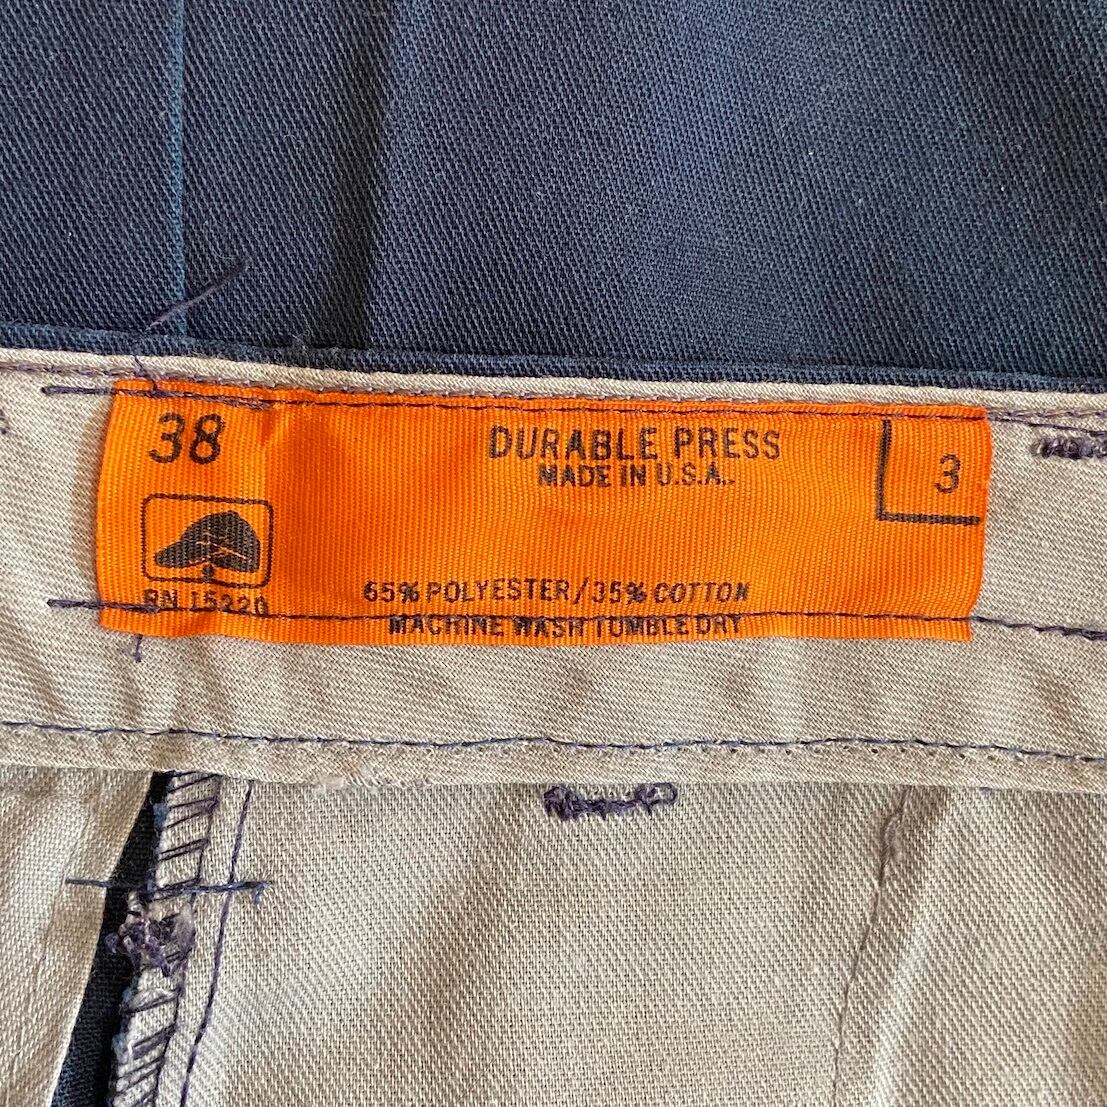 38
DURABLE PRESS
MADE IN U.S.A..
3
RN 15220
65% POLYESTER/35% COTTON
MACHINE WASH TUMBLE DRY